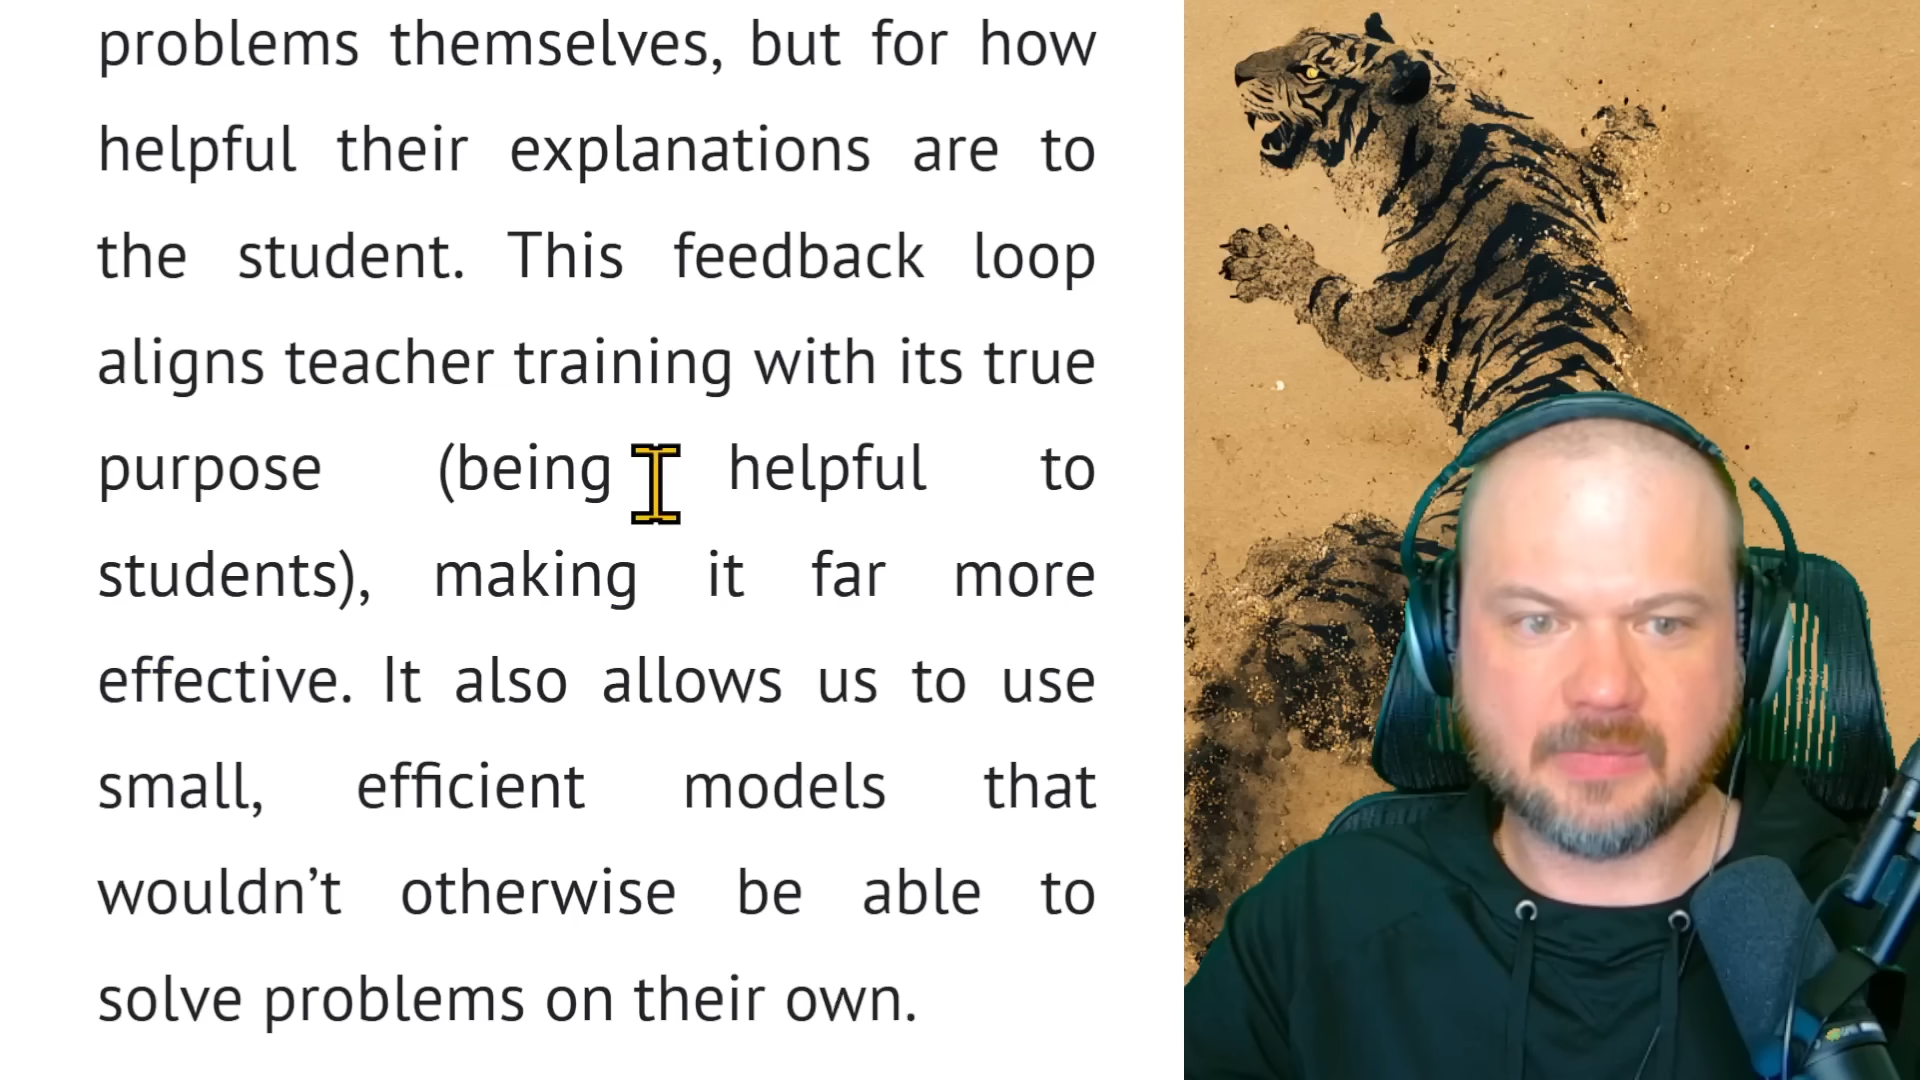 problems themselves, but for how
helpful their explanations are to
the student. This feedback loop
aligns teacher training with its true
purpose (being helpful to
students), making it far more
effective. It also allows us to use
small, efficient models that
wouldn’t otherwise be able to
solve problems on their own.